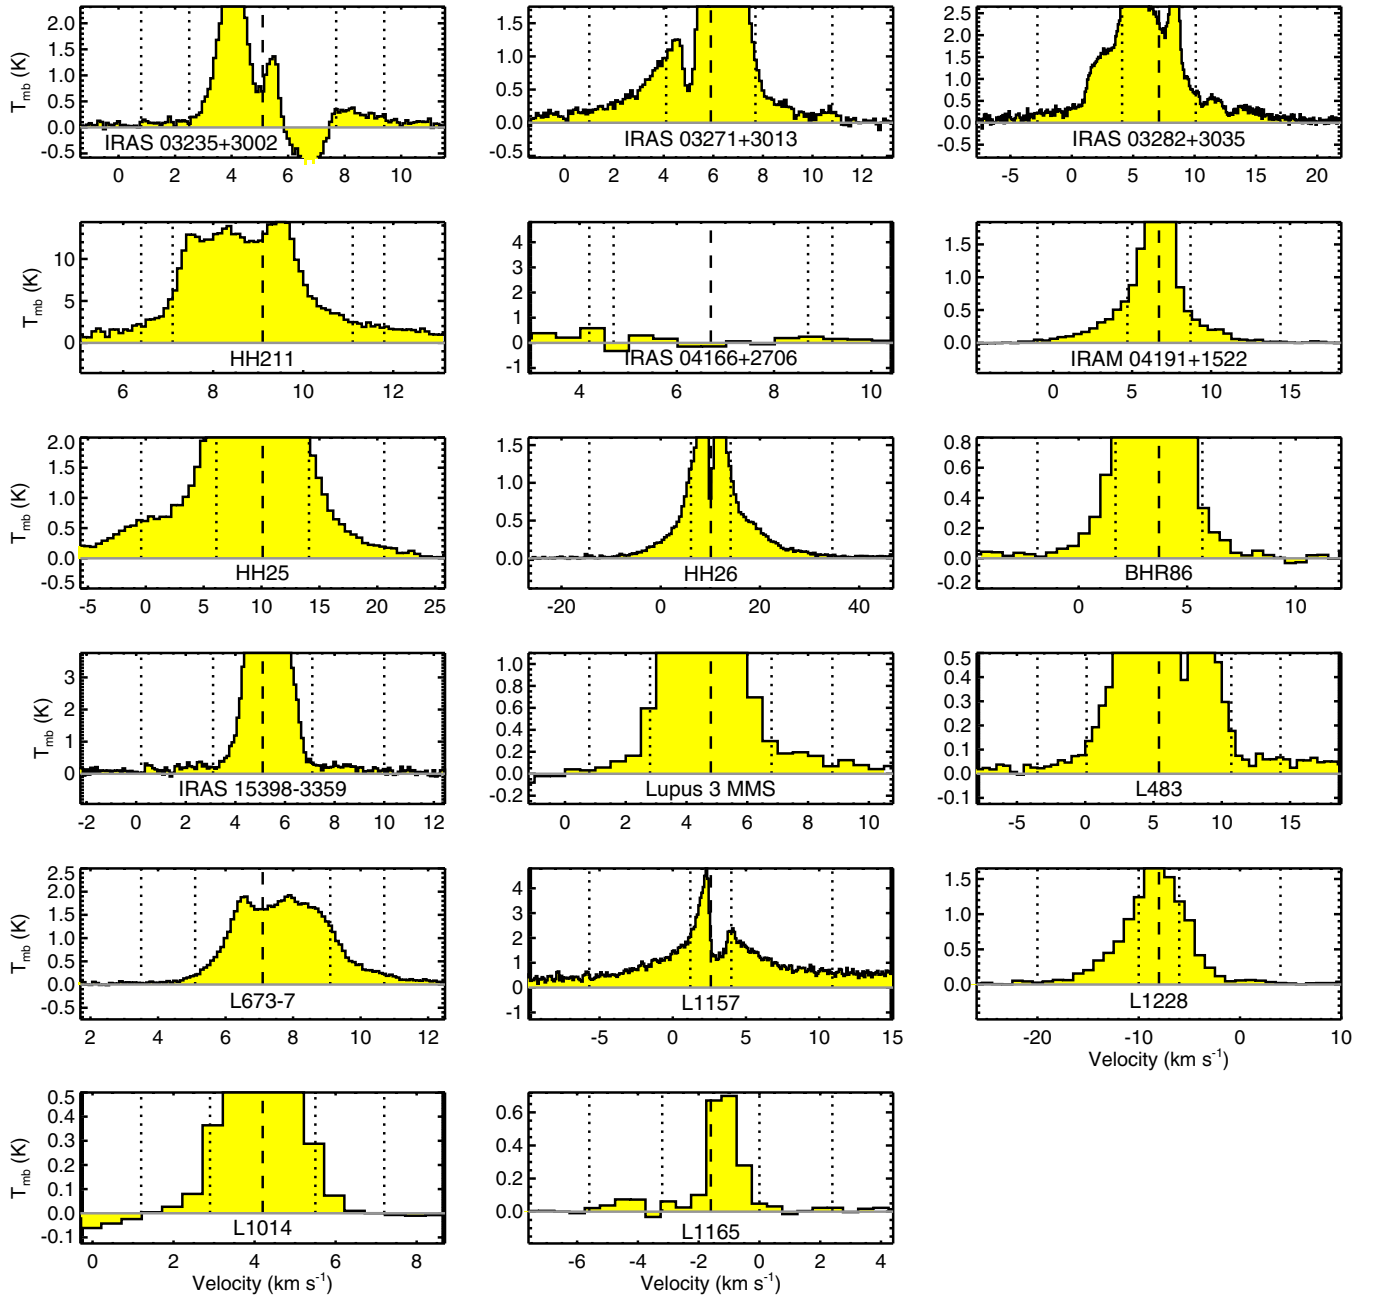 T_mb (K)
2.0
1.5
1.0
0.5
0.0
-0.5
IRAS 03235+3002
0 2 4 6 8 10
1.5
1.0
0.5
0.0
-0.5
IRAS 03271+3013
0 2 4 6 8 10 12
2.5
2.0
1.5
1.0
0.5
0.0
-0.5
IRAS 03282+3035
-5 0 5 10 15 20
T_mb (K)
10
5
0
HH211
6 8 10 12
4
3
2
1
0
-1
IRAS 04166+2706
4 6 8 10
1.5
1.0
0.5
0.0
IRAM 04191+1522
0 5 10 15
T_mb (K)
2.0
1.5
1.0
0.5
0.0
-0.5
HH25
-5 0 5 10 15 20 25
1.5
1.0
0.5
0.0
HH26
-20 0 20 40
0.8
0.6
0.4
0.2
0.0
-0.2
BHR86
0 5 10
T_mb (K)
3
2
1
0
IRAS 15398-3359
-2 0 2 4 6 8 10 12
1.0
0.8
0.6
0.4
0.2
0.0
-0.2
Lupus 3 MMS
0 2 4 6 8 10
0.5
0.4
0.3
0.2
0.1
0.0
-0.1
L483
-5 0 5 10 15
T_mb (K)
2.5
2.0
1.5
1.0
0.5
0.0
-0.5
L673-7
2 4 6 8 10 12
4
3
2
1
0
-1
L1157
-5 0 5 10 15
1.5
1.0
0.5
0.0
L1228
-20 -10 0 10
Velocity (km s⁻¹)
T_mb (K)
0.5
0.4
0.3
0.2
0.1
0.0
-0.1
L1014
0 2 4 6 8
Velocity (km s⁻¹)
0.6
0.4
0.2
0.0
L1165
-6 -4 -2 0 2 4
Velocity (km s⁻¹)